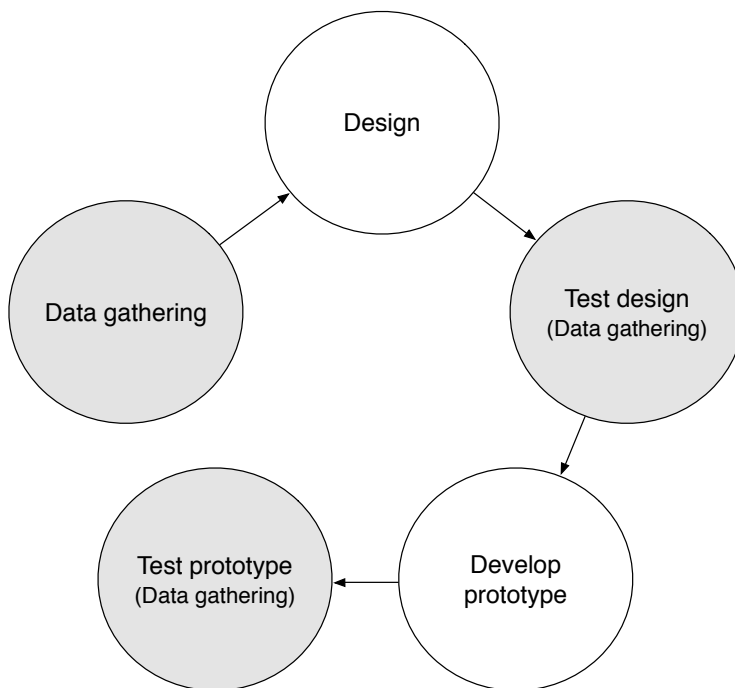 Design
Data gathering
Test design
(Data gathering)
Test prototype
(Data gathering)
Develop
prototype